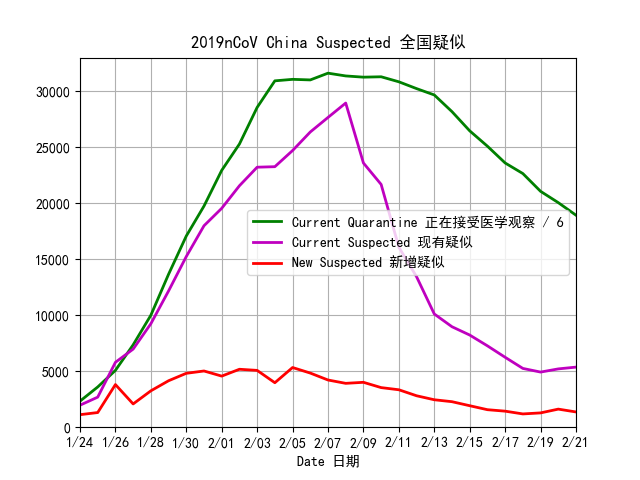 2019nCoV China Suspected 全国疑似
30000
25000
20000
15000
10000
5000
0
Current Quarantine 正在接受医学观察 / 6
Current Suspected 现有疑似
New Suspected 新增疑似
1/24 1/26 1/28 1/30 2/01 2/03 2/05 2/07 2/09 2/11 2/13 2/15 2/17 2/19 2/21
Date 日期